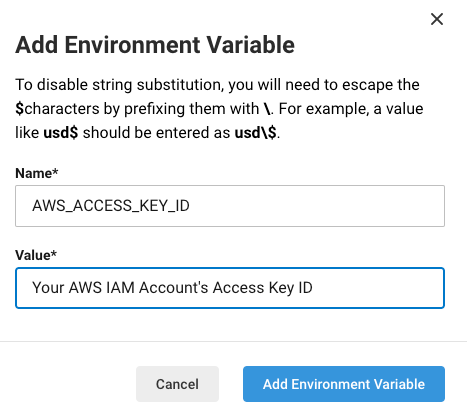 Add Environment Variable
To disable string substitution, you will need to escape the
$characters by prefixing them with \. For example, a value
like usd$ should be entered as usd\$.
Name*
AWS_ACCESS_KEY_ID
Value*
Your AWS IAM Account's Access Key ID
Cancel
Add Environment Variable